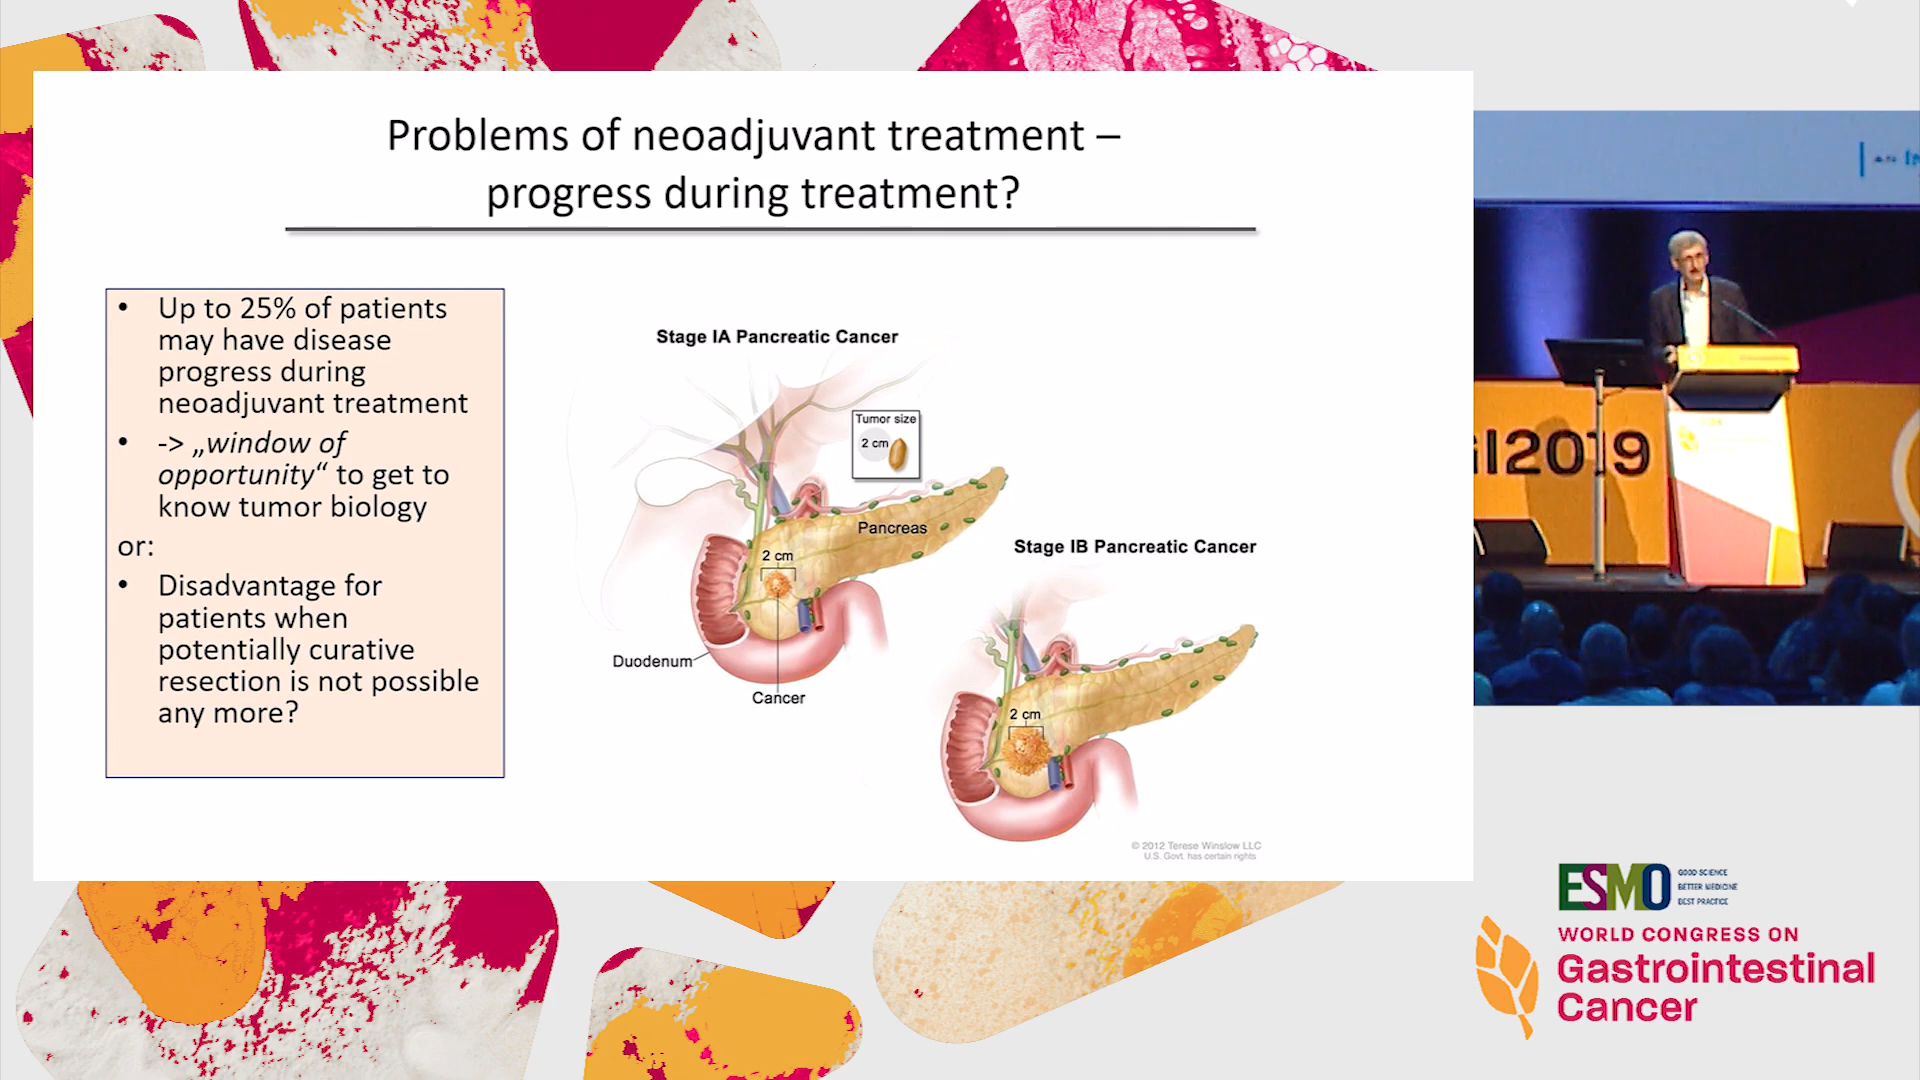 Problems of neoadjuvant treatment –
progress during treatment?
• Up to 25% of patients
may have disease
progress during
neoadjuvant treatment
• -> „window of
opportunity“ to get to
know tumor biology
or:
• Disadvantage for
patients when
potentially curative
resection is not possible
any more?
Stage IA Pancreatic Cancer
Tumor size
2 cm
Pancreas
2 cm
Duodenum
Cancer
Stage IB Pancreatic Cancer
2 cm
© 2012 Terese Winslow LLC
U.S. Govt. has certain rights
GI2019
ESMO
GOOD SCIENCE
BETTER MEDICINE
BEST PRACTICE
WORLD CONGRESS ON
Gastrointestinal
Cancer